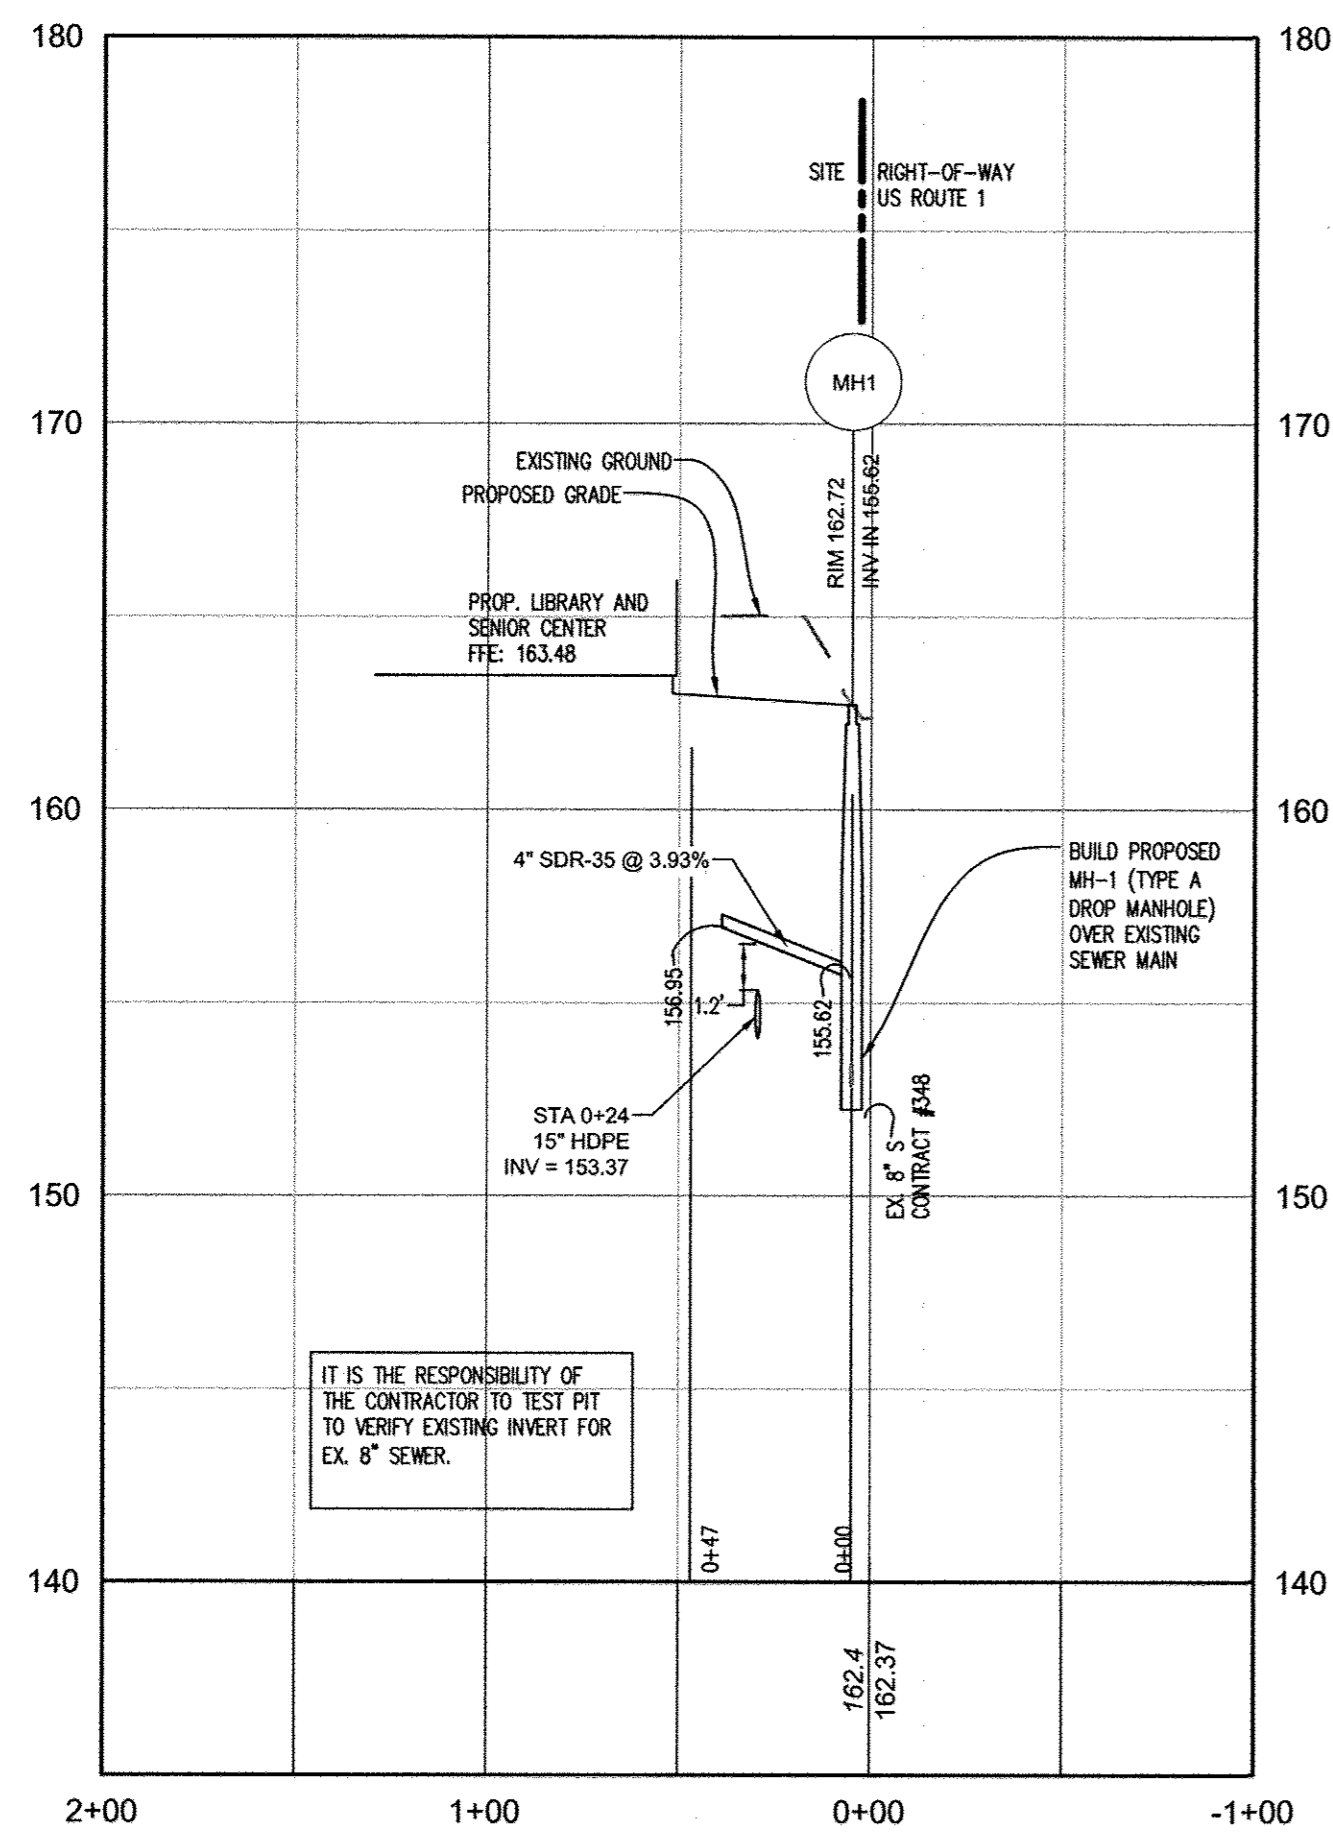 180
180
SITE
RIGHT-OF-WAY
US ROUTE 1
MH1
170
170
EXISTING GROUND
PROPOSED GRADE
RIM 162.72
INV IN 155.62
PROP. LIBRARY AND
SENIOR CENTER
FFE: 163.48
160
160
4" SDR-35 @ 3.93%
BUILD PROPOSED
MH-1 (TYPE A
DROP MANHOLE)
OVER EXISTING
SEWER MAIN
156.95
1.2'
155.62
STA 0+24
15" HDPE
INV = 153.37
EX. 8" S
CONTRACT #348
150
150
IT IS THE RESPONSIBILITY OF
THE CONTRACTOR TO TEST PIT
TO VERIFY EXISTING INVERT FOR
EX. 8" SEWER.
0+47
0+00
140
140
162.4
162.37
2+00
1+00
0+00
-1+00